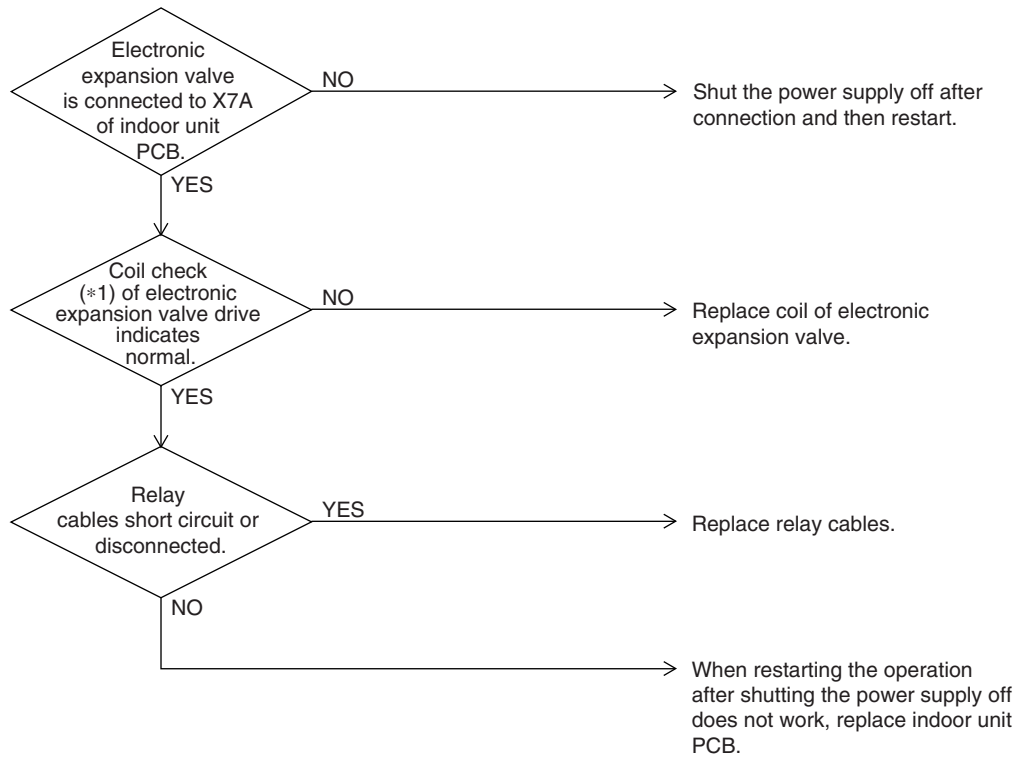 Electronic
expansion valve
is connected to X7A
of indoor unit
PCB.
NO
Shut the power supply off after
connection and then restart.
YES
Coil check
(*1) of electronic
expansion valve drive
indicates
normal.
NO
Replace coil of electronic
expansion valve.
YES
Relay
cables short circuit or
disconnected.
YES
Replace relay cables.
NO
When restarting the operation
after shutting the power supply off
does not work, replace indoor unit
PCB.